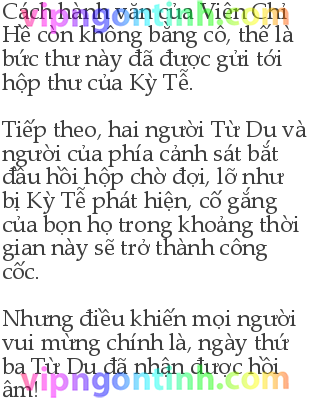 Cách hành văn của Viên Chỉ
Hề còn không bằng cô, thế là
bức thư này đã được gửi tới
hộp thư của Kỳ Tễ.
Tiếp theo, hai người Từ Du và
người của phía cảnh sát bắt
đầu hồi hộp chờ đợi, lỡ như
bị Kỳ Tễ phát hiện, cố gắng
của bọn họ trong khoảng thời
gian này sẽ trở thành công
cốc.
Nhưng điều khiến mọi người
vui mừng chính là, ngày thứ
ba Từ Du đã nhận được hồi
âm!
vipngontinh.com
vipngontinh.com
vipngontinh.com